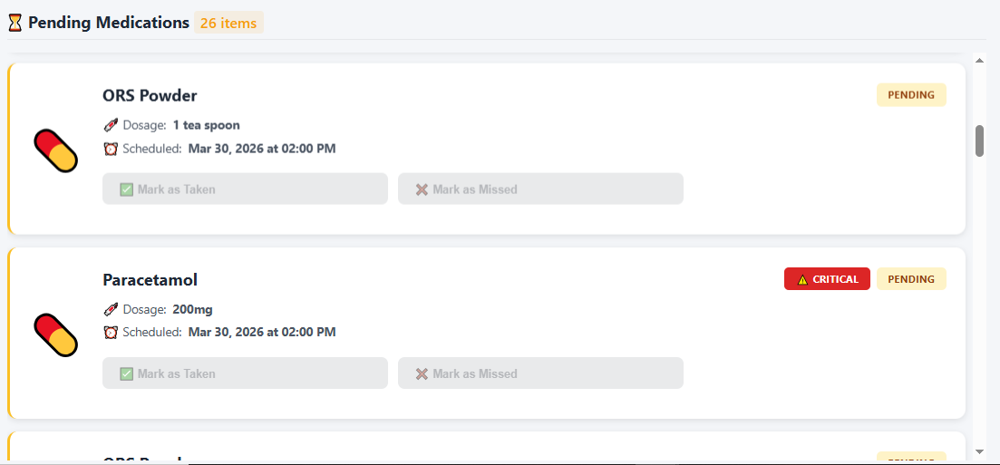 Pending Medications 26 items
ORS Powder
PENDING
Dosage: 1 tea spoon
Scheduled: Mar 30, 2026 at 02:00 PM
Mark as Taken
Mark as Missed
Paracetamol
CRITICAL
PENDING
Dosage: 200mg
Scheduled: Mar 30, 2026 at 02:00 PM
Mark as Taken
Mark as Missed